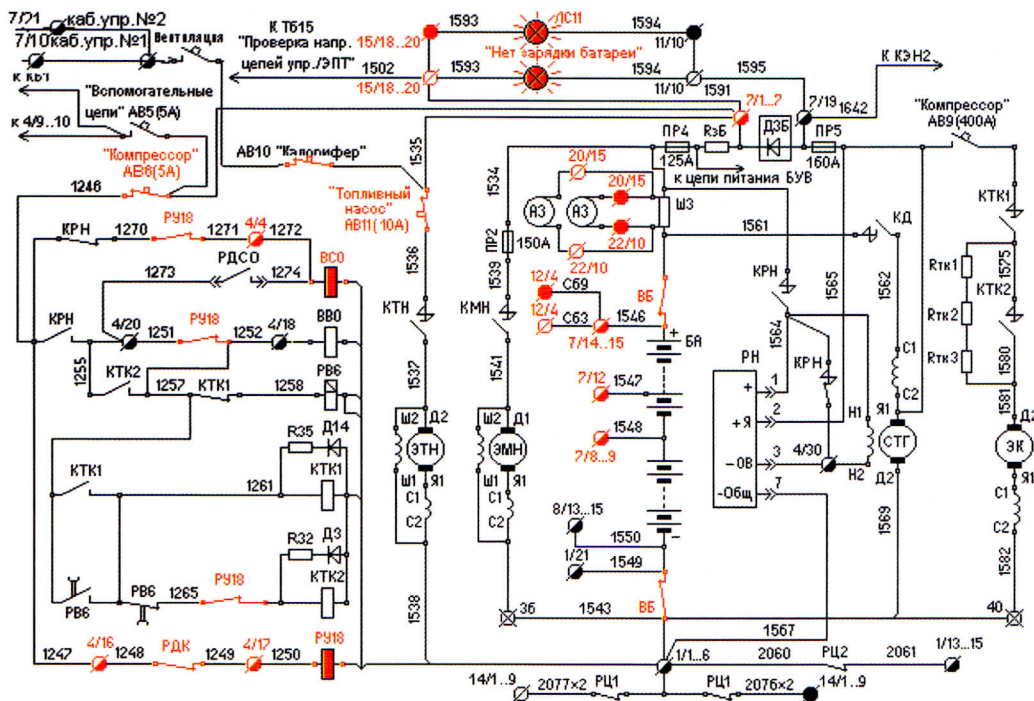 7/21 каб.упр.№2
7/10 каб.упр.№1
Вентиляция
К КВ1
"Вспомогательные
цепи" АВ5(5А)
к 4/9..10
"Компрессор"
АВ6(5А)
1246
К Т615
"Проверка напр.
цепей упр./ЭПТ"
1502
15/18..20
15/18..20
1593
1593
ЛС11
"Нет зарядки батареи"
1594
1594
11/10
11/10
1591
1595
К КЭН2
7/1..7
7/19
1642
"Компрессор"
АВ9(400А)
АВ10 "Калорифер"
1535
"Топливный
насос"
АВ11(10А)
ПР4
125А
RзБ
ДЗБ
ПР5
160А
к цепи питания БУВ
20/15
20/15
АЗ
АЗ
ШЗ
22/10
22/10
1534
ПР2
150А
1539
1536
КТН
КМН
1541
1537
12/4
С69
12/4
С63
1546
7/14..15
ВБ
БА
+
7/12
1547
1548
7/8...9
–
1561
КД
КРН
1565
1562
1564
КРН
РН
+
1
+Я
2
–ОВ
3
-Общ
7
4/30
Н1
Н2
С1
С2
Я1
СТГ
Д2
1569
КТК1
1575
Rтк1
КТК2
Rтк2
Rтк3
1580
1581
Д2
ЭК
Я1
С1
С2
1582
КРН
1270
РУ18
1271
4/4
1272
1273
РДСО
1274
ВСО
КРН
4/20
1251
РУ18
1252
4/18
ВВО
1255
КТК2
1257
КТК1
1258
РВ6
R35
Д14
КТК1
КТК1
1261
R32
Д3
КТК2
РВ6
РВ6
1265
РУ18
Ш2
Д2
ЭТН
Ш1
Я1
С1
С2
1538
Ш2
Д1
ЭМН
Ш1
Я1
С1
С2
8/13...15
1550
1/21
1549
ВБ
36
1543
40
1567
1247
4/16
1248
РДК
1249
4/17
1250
РУ18
1/1...6
2060
РЦ2
2061
1/13...15
14/1..9
2077×2
РЦ1
РЦ1
2076×2
14/1..9